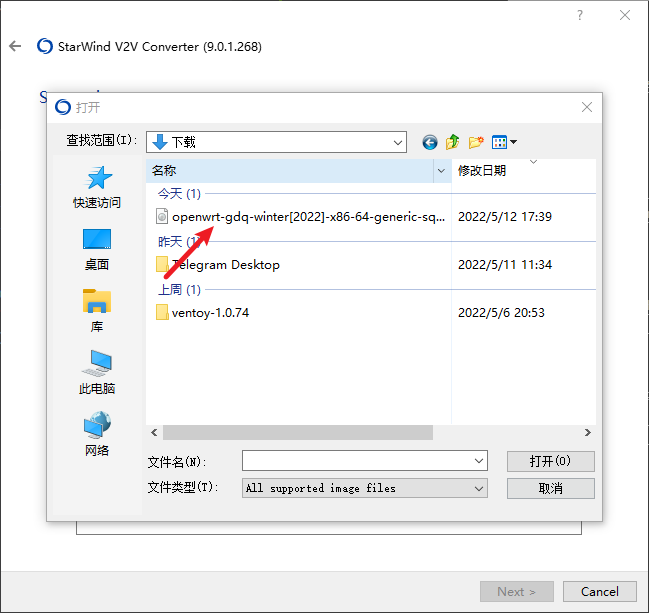 ?
StarWind V2V Converter (9.0.1.268)
打开
查找范围(I):
下载
名称
修改日期
今天 (1)
openwrt-gdq-winter[2022]-x86-64-generic-sq...
2022/5/12 17:39
昨天 (1)
Telegram Desktop
2022/5/11 11:34
上周 (1)
ventoy-1.0.74
2022/5/6 20:53
快速访问
桌面
库
此电脑
网络
文件名(N):
打开(O)
文件类型(T):
All supported image files
取消
Next >
Cancel